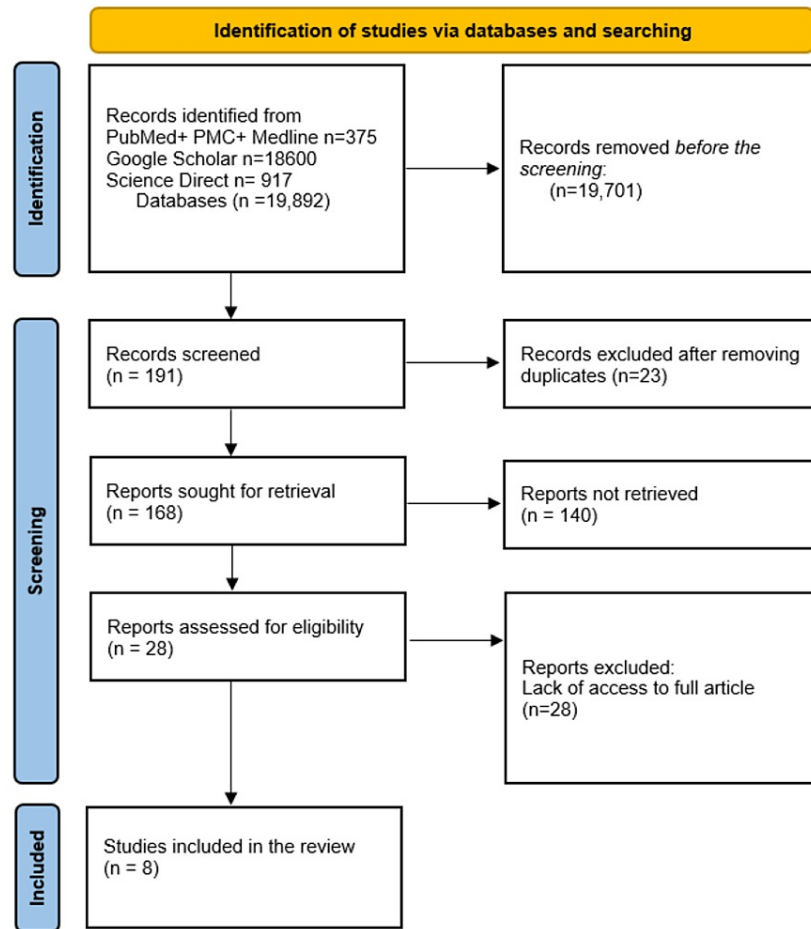 Identification of studies via databases and searching
Identification
Records identified from
PubMed+ PMC+ Medline n=375
Google Scholar n=18600
Science Direct n= 917
Databases (n =19,892)
Records removed before the
screening:
(n=19,701)
Screening
Records screened
(n = 191)
Records excluded after removing
duplicates (n=23)
Reports sought for retrieval
(n = 168)
Reports not retrieved
(n = 140)
Reports assessed for eligibility
(n = 28)
Reports excluded:
Lack of access to full article
(n=28)
Included
Studies included in the review
(n = 8)